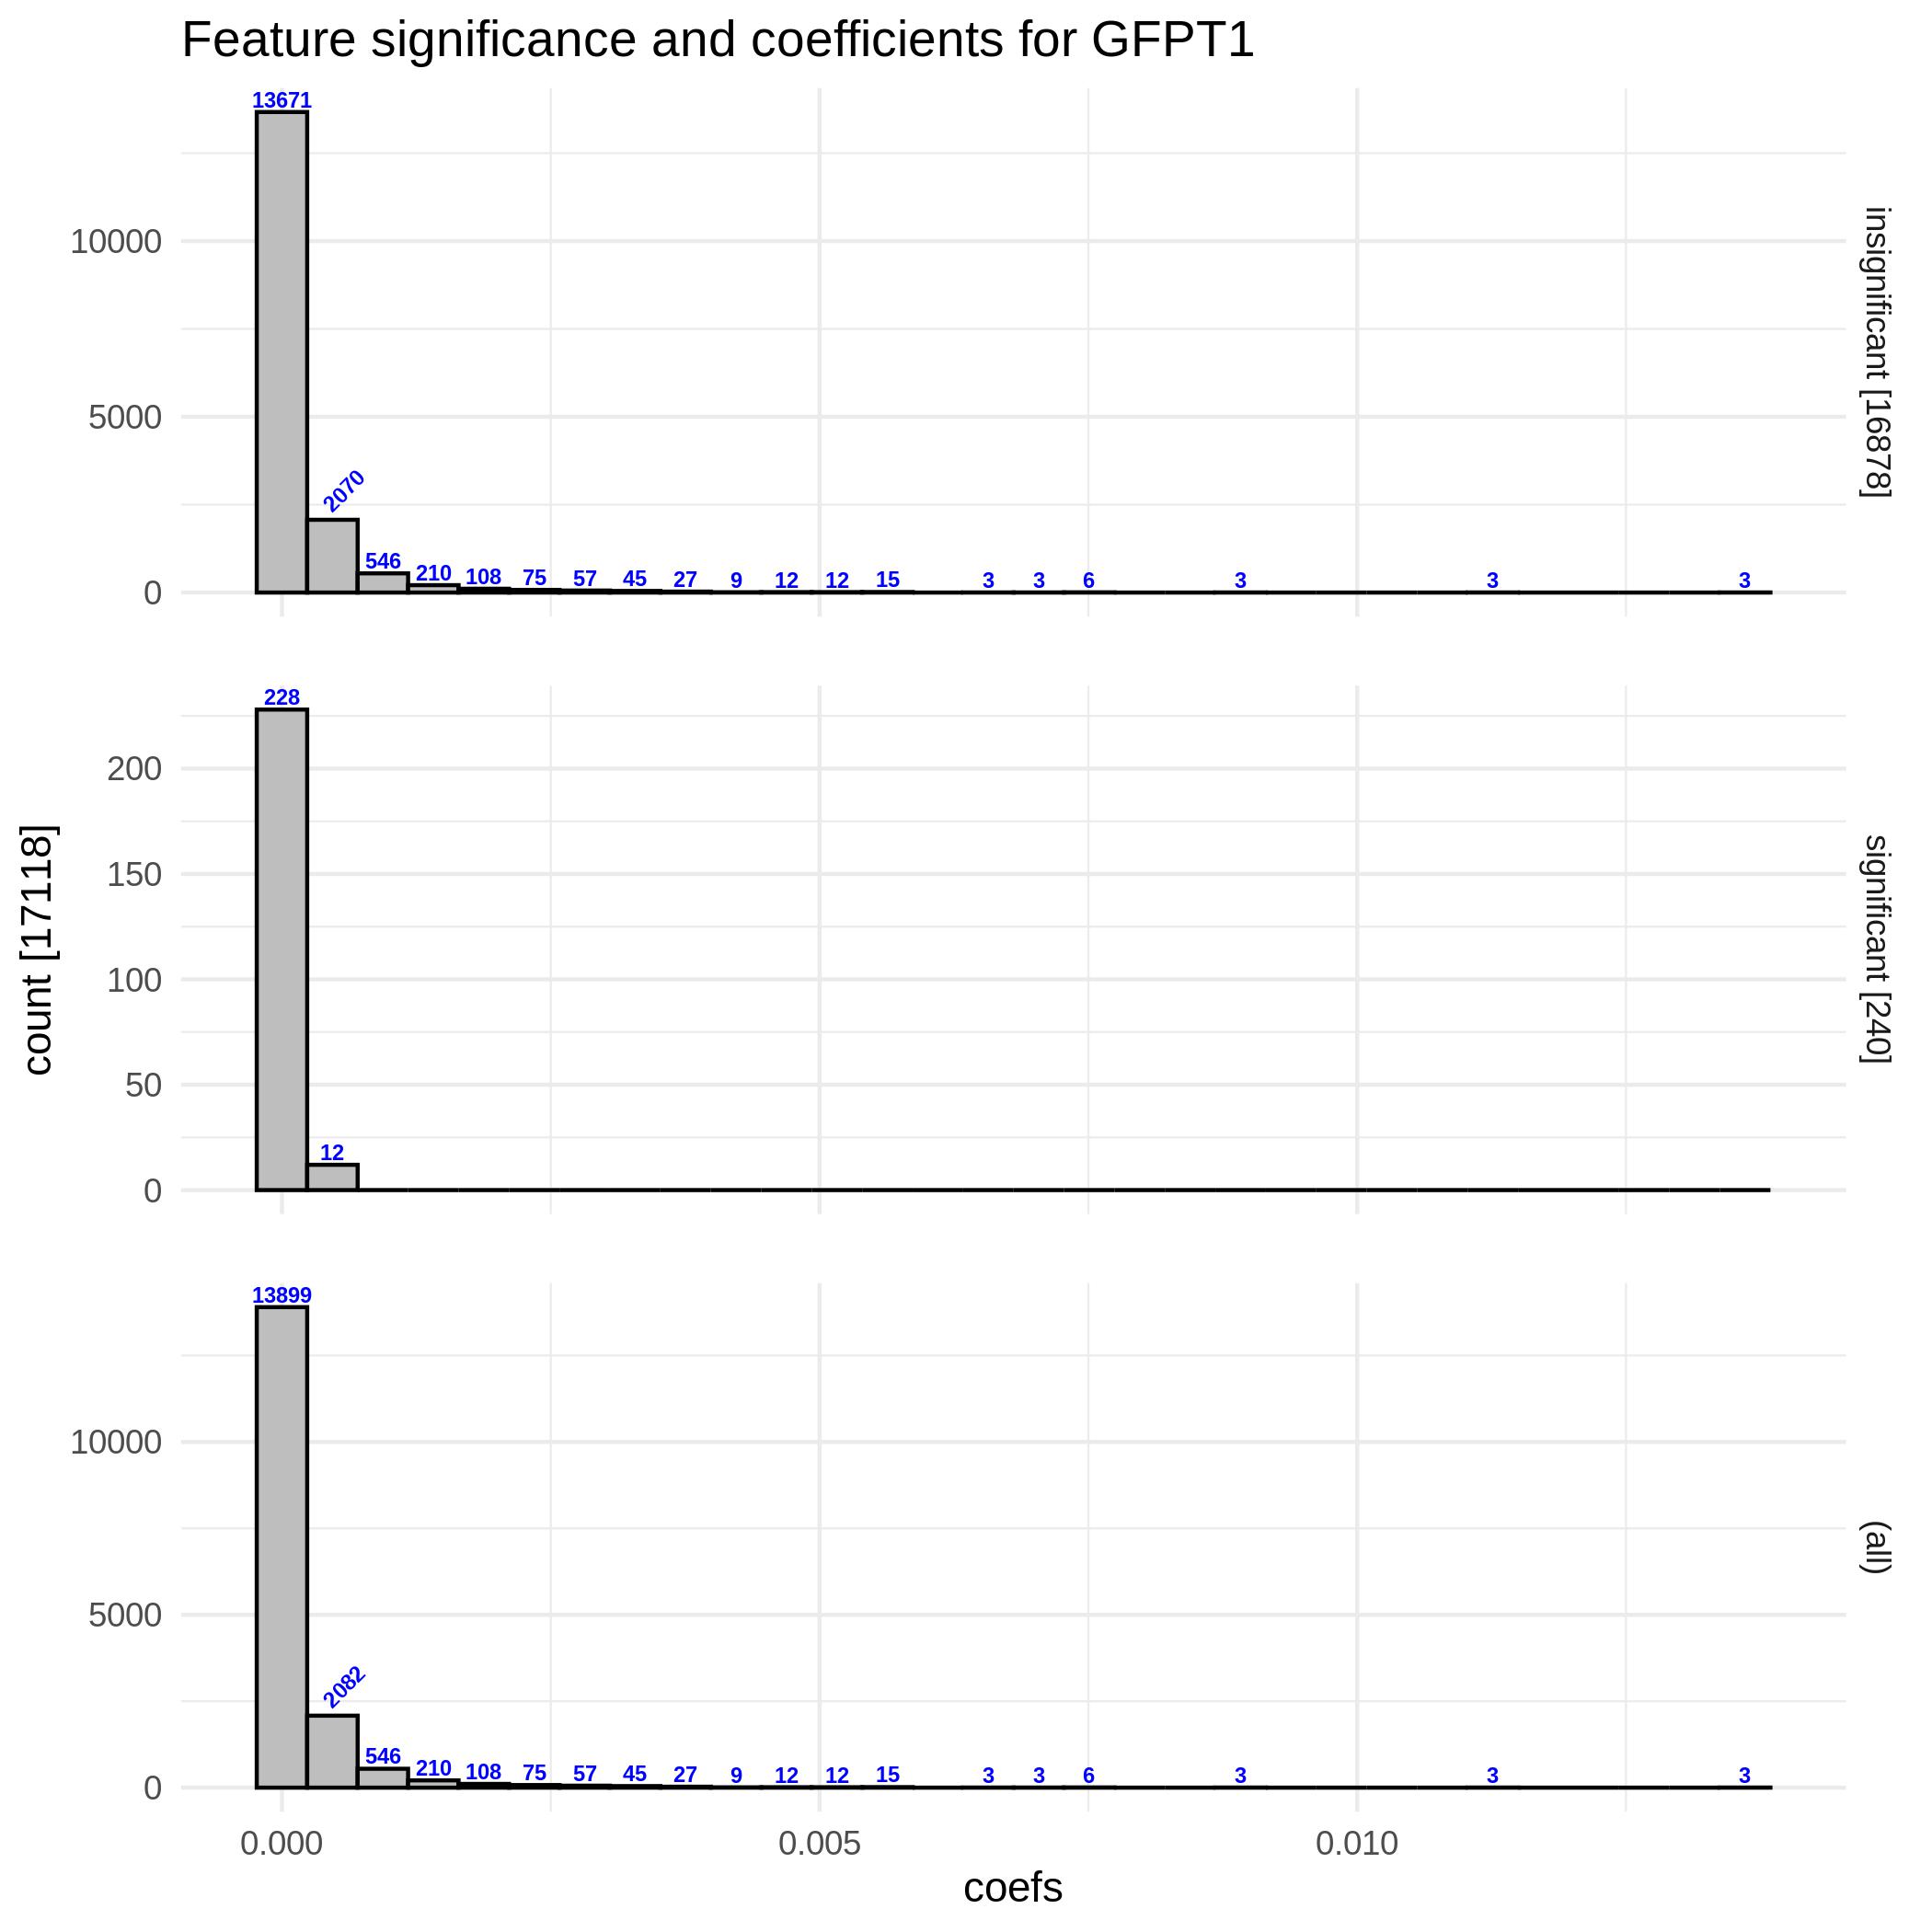 Feature significance and coefficients for GFPT1
13671
10000
5000
0
2070
546 210 108 75 57 45 27 9 12 12 15 3 3 6 3 3 3
insignificant [16878]
count [17118]
228
200
150
100
50
0
12
significant [240]
13899
10000
5000
0
2082
546 210 108 75 57 45 27 9 12 12 15 3 3 6 3 3 3
(all)
0.000 0.005 0.010
coefs